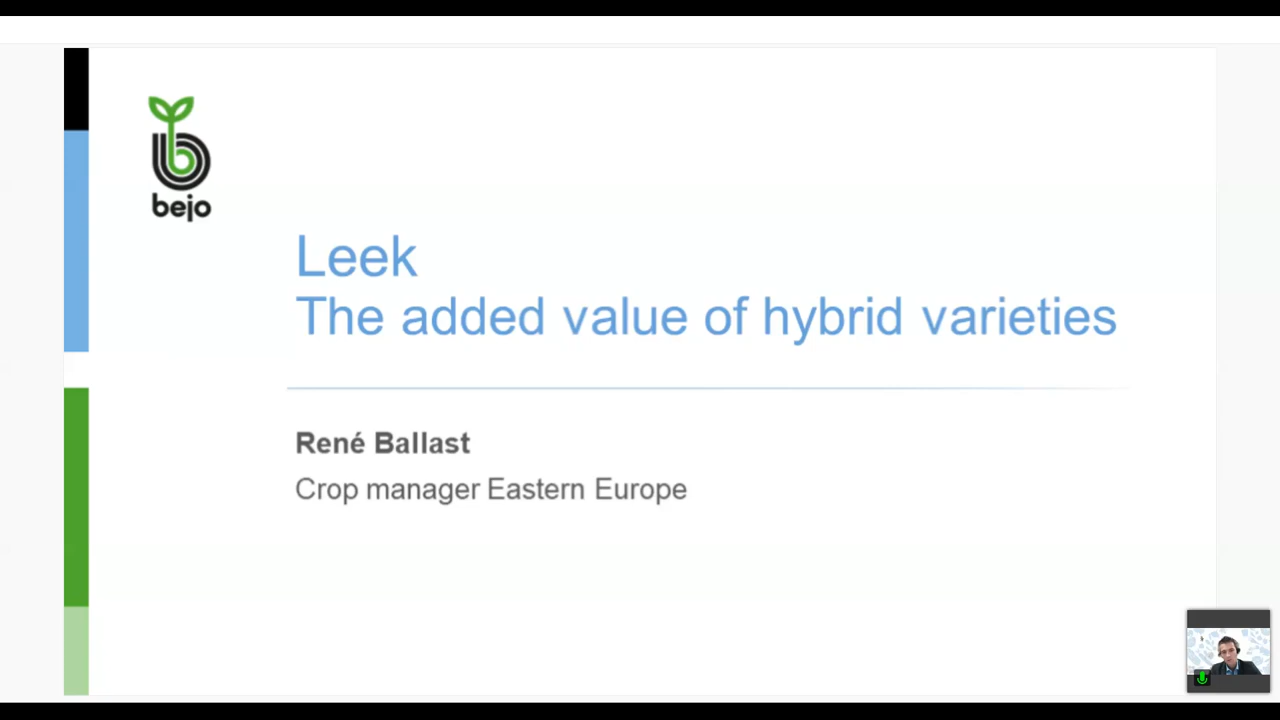 bejo
Leek
The added value of hybrid varieties
René Ballast
Crop manager Eastern Europe